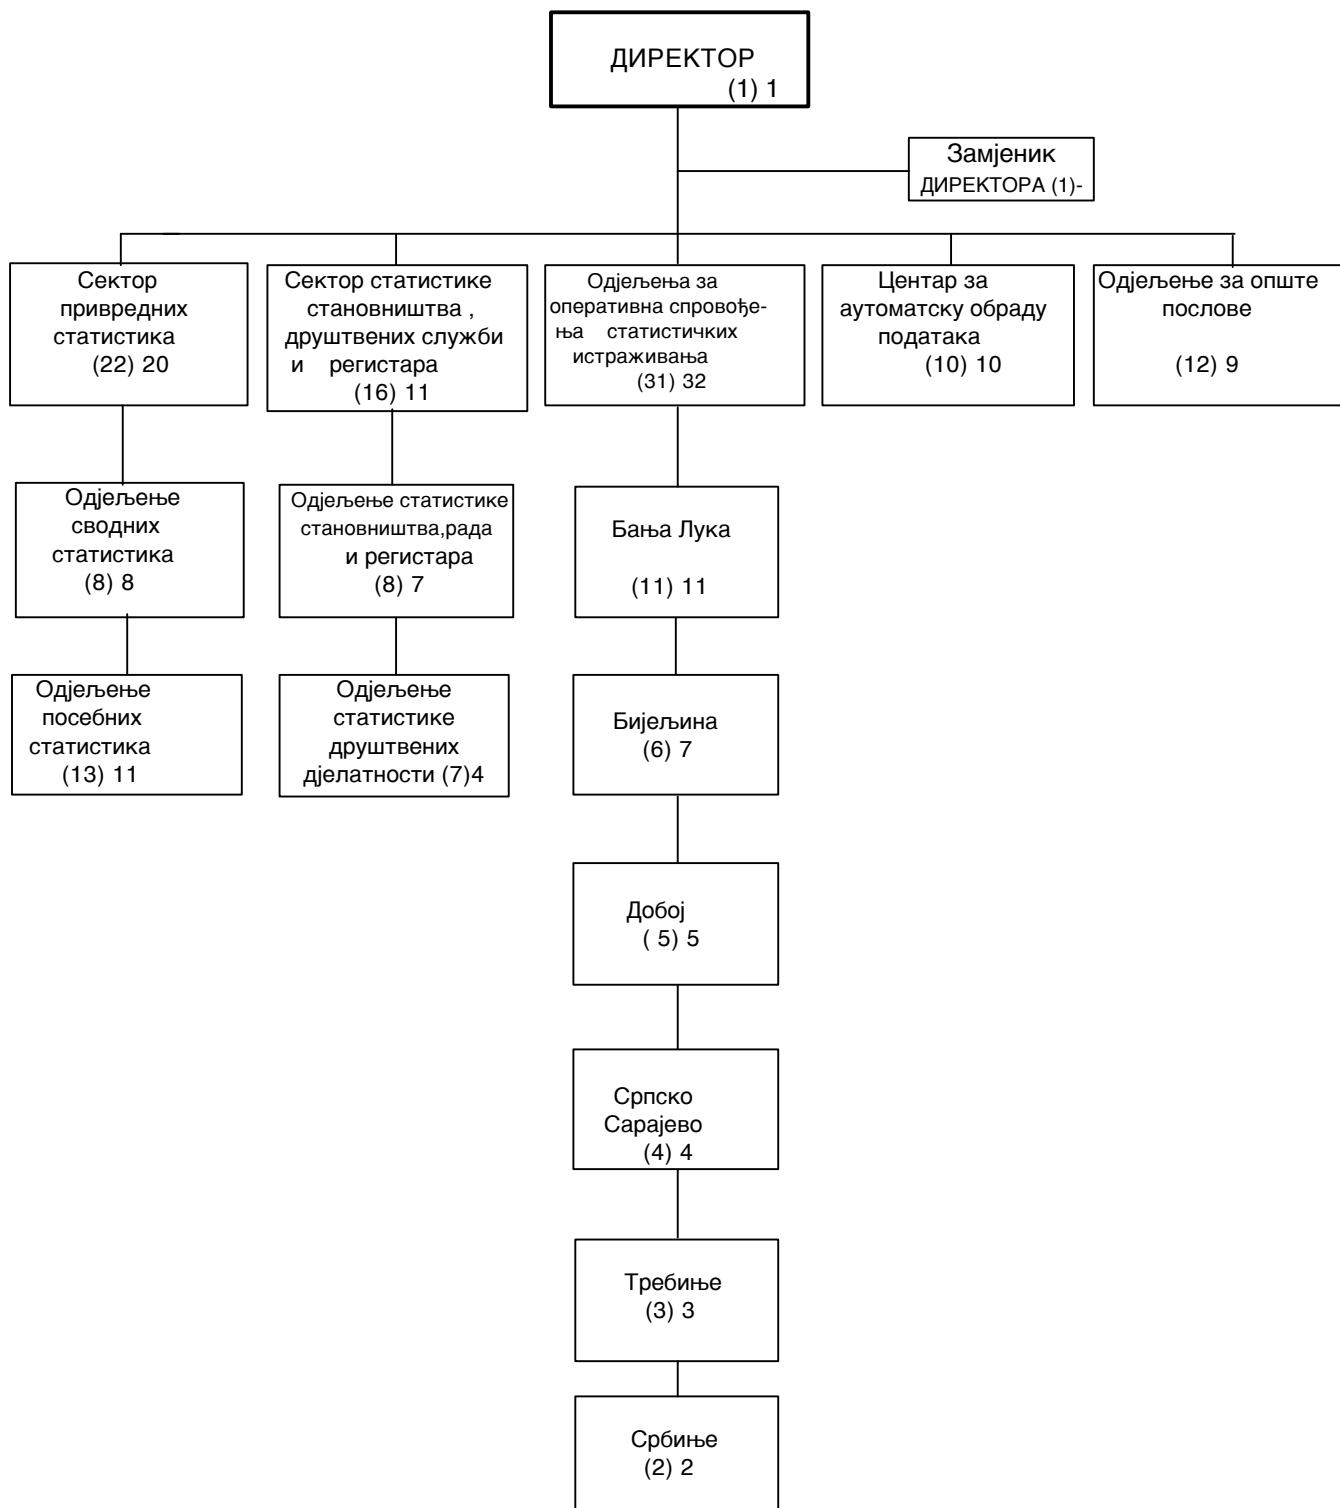 ДИРЕКТОР
(1) 1
Замјеник
ДИРЕКТОРА (1)-
Сектор
привредних
статистика
(22) 20
Сектор статистике
становништва ,
друштвених служби
и регистара
(16) 11
Одјељења за
оперативна спровође-
ња статистичких
истраживања
(31) 32
Центар за
аутоматску обраду
података
(10) 10
Одјељење за опште
послове
(12) 9
Одјељење
сводних
статистика
(8) 8
Одјељење статистике
становништва,рада
и регистара
(8) 7
Бања Лука
(11) 11
Одјељење
посебних
статистика
(13) 11
Одјељење
статистике
друштвених
дјелатности (7)4
Бијељина
(6) 7
Добој
( 5) 5
Српско
Сарајево
(4) 4
Требиње
(3) 3
Србиње
(2) 2